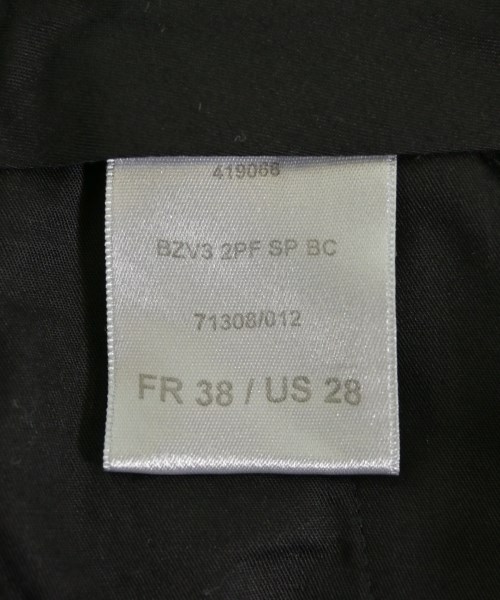 419068
BZV3 2PF SP BC
71308/012
FR 38 / US 28